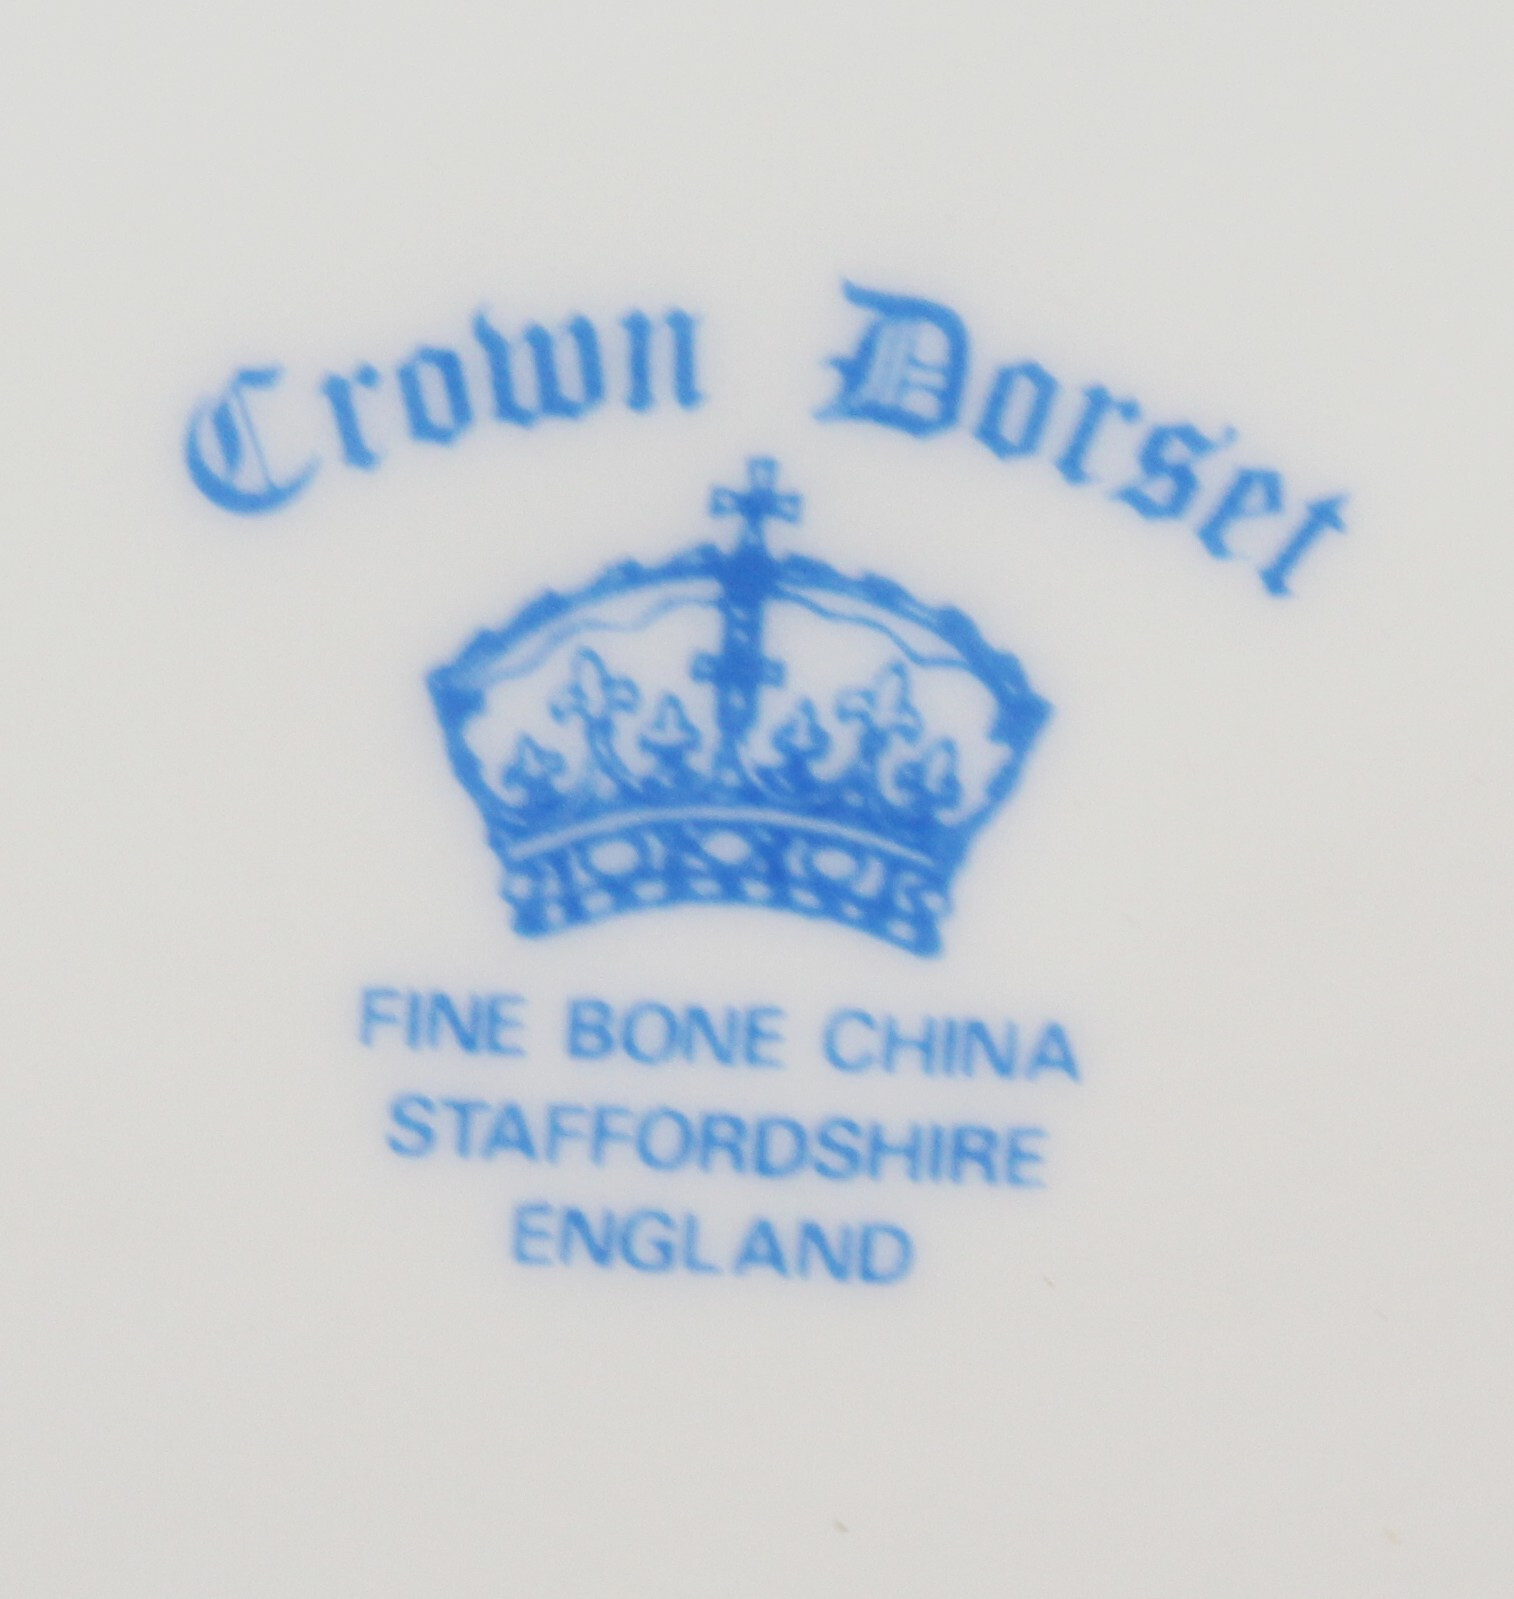 Crown Dorset
FINE BONE CHINA
STAFFORDSHIRE
ENGLAND